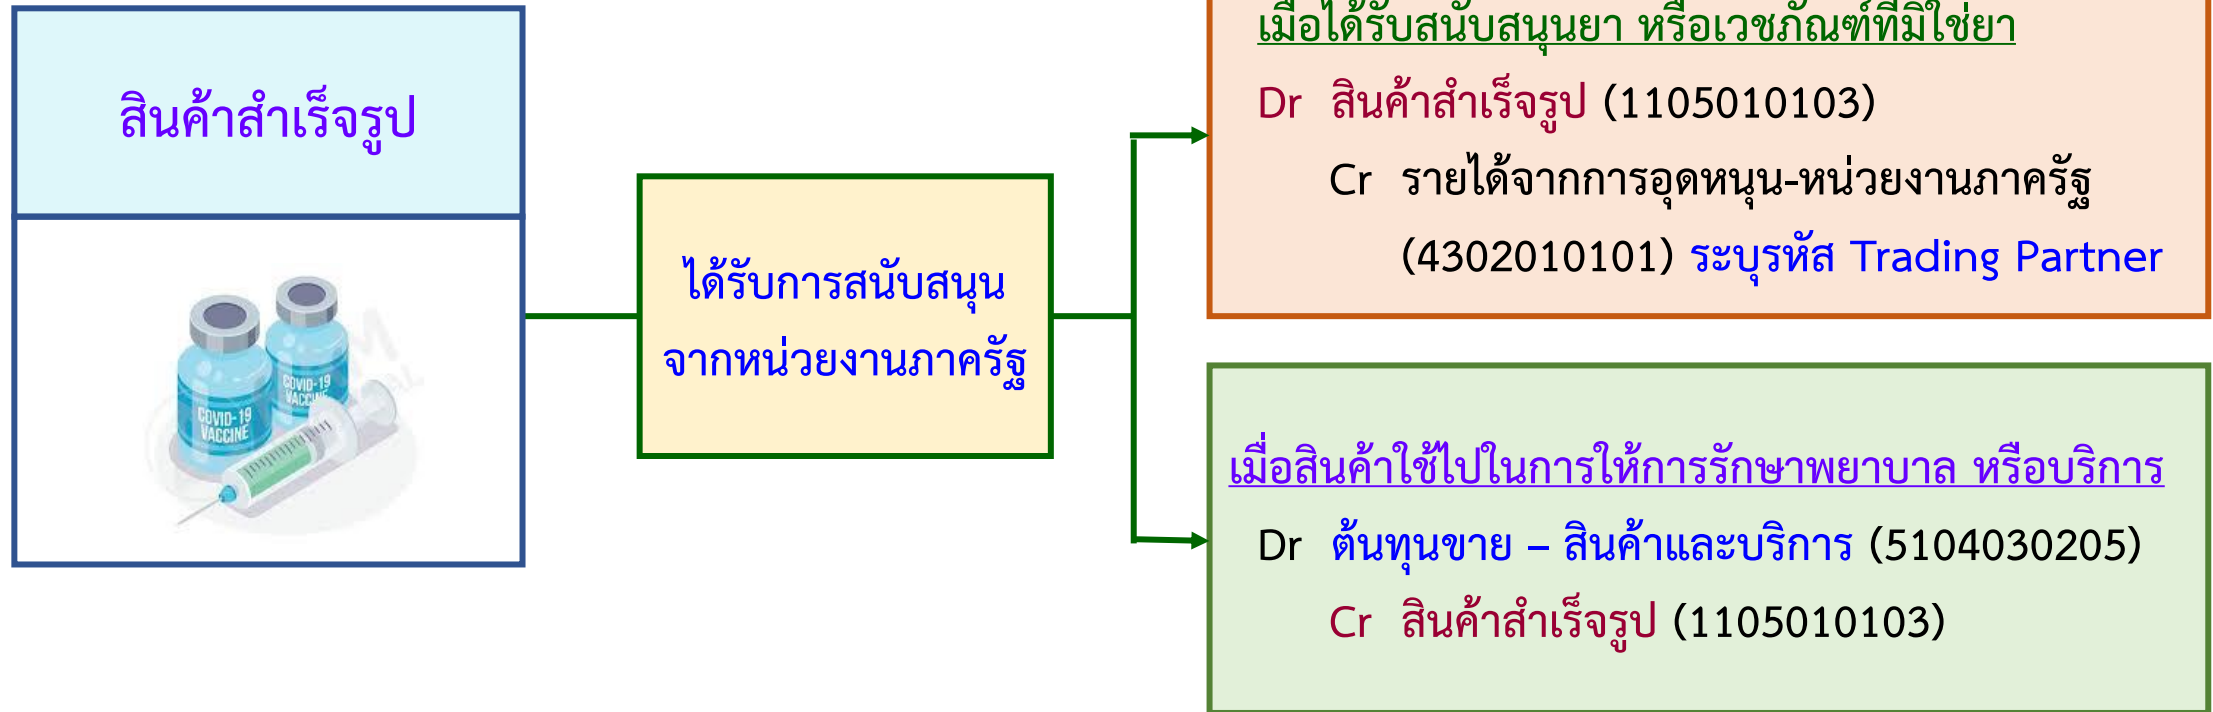 สินค้าสำเร็จรูป
COVID-19
VACCINE
COVID-19
VACCINE
ได้รับการสนับสนุน
จากหน่วยงานภาครัฐ
เมื่อได้รับสนับสนุนยา หรือเวชภัณฑ์ที่มิใช่ยา
Dr สินค้าสำเร็จรูป (1105010103)
Cr รายได้จากการอุดหนุน-หน่วยงานภาครัฐ
(4302010101) ระบุรหัส Trading Partner
เมื่อสินค้าใช้ไปในการให้การรักษาพยาบาล หรือบริการ
Dr ต้นทุนขาย – สินค้าและบริการ (5104030205)
Cr สินค้าสำเร็จรูป (1105010103)